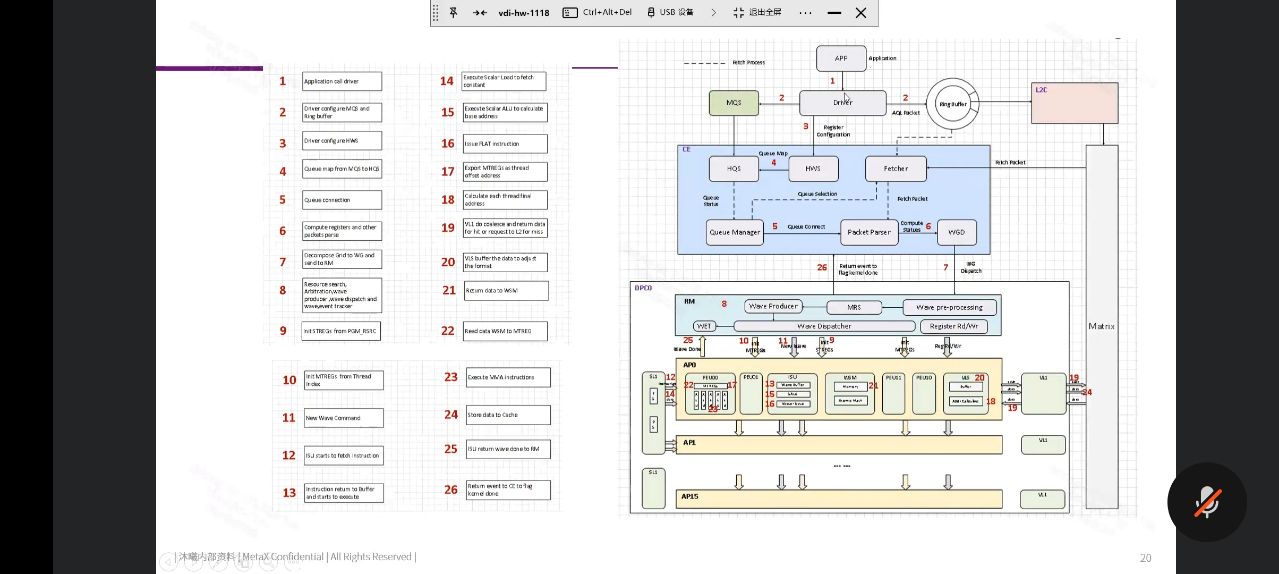 vdi-hw-1118
Ctrl+Alt+Del
USB 设备
退出全屏
1
Application call driver
2
Driver configure MQS and
Ring buffer
3
Driver configure HWS
4
Queue map from MQS to HQS
5
Queue connection
6
Compute registers and other
packets parse
7
Decompose Grid to WG and
send to RM
8
Resource search,
Arbitration,wave
producer,wave dispatch and
wave,event tracker
9
Init STREGs from PGM_RSRC
10
Init MTREGs from Thread
Index
11
New Wave Command
12
ISU starts to fetch instruction
13
Instruction return to Buffer
and starts to execute
14
Execute Scalar Load to fetch
constant
15
Execute Scalar ALU to calculate
base address
16
Issue FLAT instruction
17
Export MTREGs as thread
offset address
18
Calculate each thread final
address
19
VL1 do coalence and return data
for hit or request to L2 for miss
20
VLS buffer the data to adjust
the format
21
Return data to WSM
22
Read data WSM to MTREG
23
Execute MMA instructions
24
Store data to Cache
25
ISU return wave done to RM
26
Return event to CE to flag
kernel done
Fetch Process
APP
Application
1
MQS
2
Driver
2
AQL Packet
Ring Buffer
L2C
3
Register
Configuration
CE
Queue Map
4
HQS
HWS
Fetcher
Fetch Packet
Queue
Status
Queue Selection
Fetch Packet
Queue Manager
5
Queue Connect
Packet Parser
Compute
Statues
6
WGD
26
Return event to
flag kernel done
7
WG
Dispatch
DPC0
RM
8
Wave Producer
MRS
Wave pre-processing
WET
Wave Dispatcher
Register Rd/Wr
Matrix
25
Wave Done
10
MTREGs
11
New Wave
9
STREGs
MTREGs
Reg Rd/Wr
AP0
SL1
12
14
PEU00
22
17
23
PEU01
ISU
13
Wave Buffer
15
16
WSM
Memory
21
PEU11
PEU10
VLS
20
Buffer
18
19
VL1
19
24
AP1
VL1
SL1
AP15
VL1
| 沐曦内部资料 | MetaX Confidential | All Rights Reserved |
20